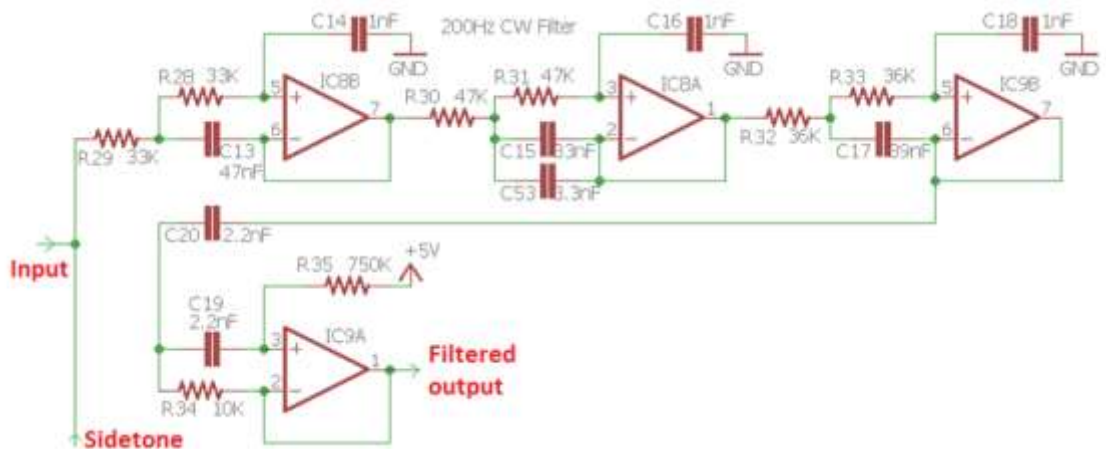 C14 1nF
GND
200Hz CW Filter
C16 1nF
GND
C18 1nF
GND
R28 33K
5
+
6
−
IC8B
7
R29 33K
C13
47nF
R30 47K
R31 47K
3
+
2
−
IC8A
1
C15 33nF
C53 3.3nF
R32 36K
R33 36K
5
+
6
−
IC9B
7
C17 39nF
C20 2.2nF
Input
R35 750K
+5V
C19
2.2nF
3
+
2
−
IC9A
1
R34 10K
Filtered
output
Sidetone